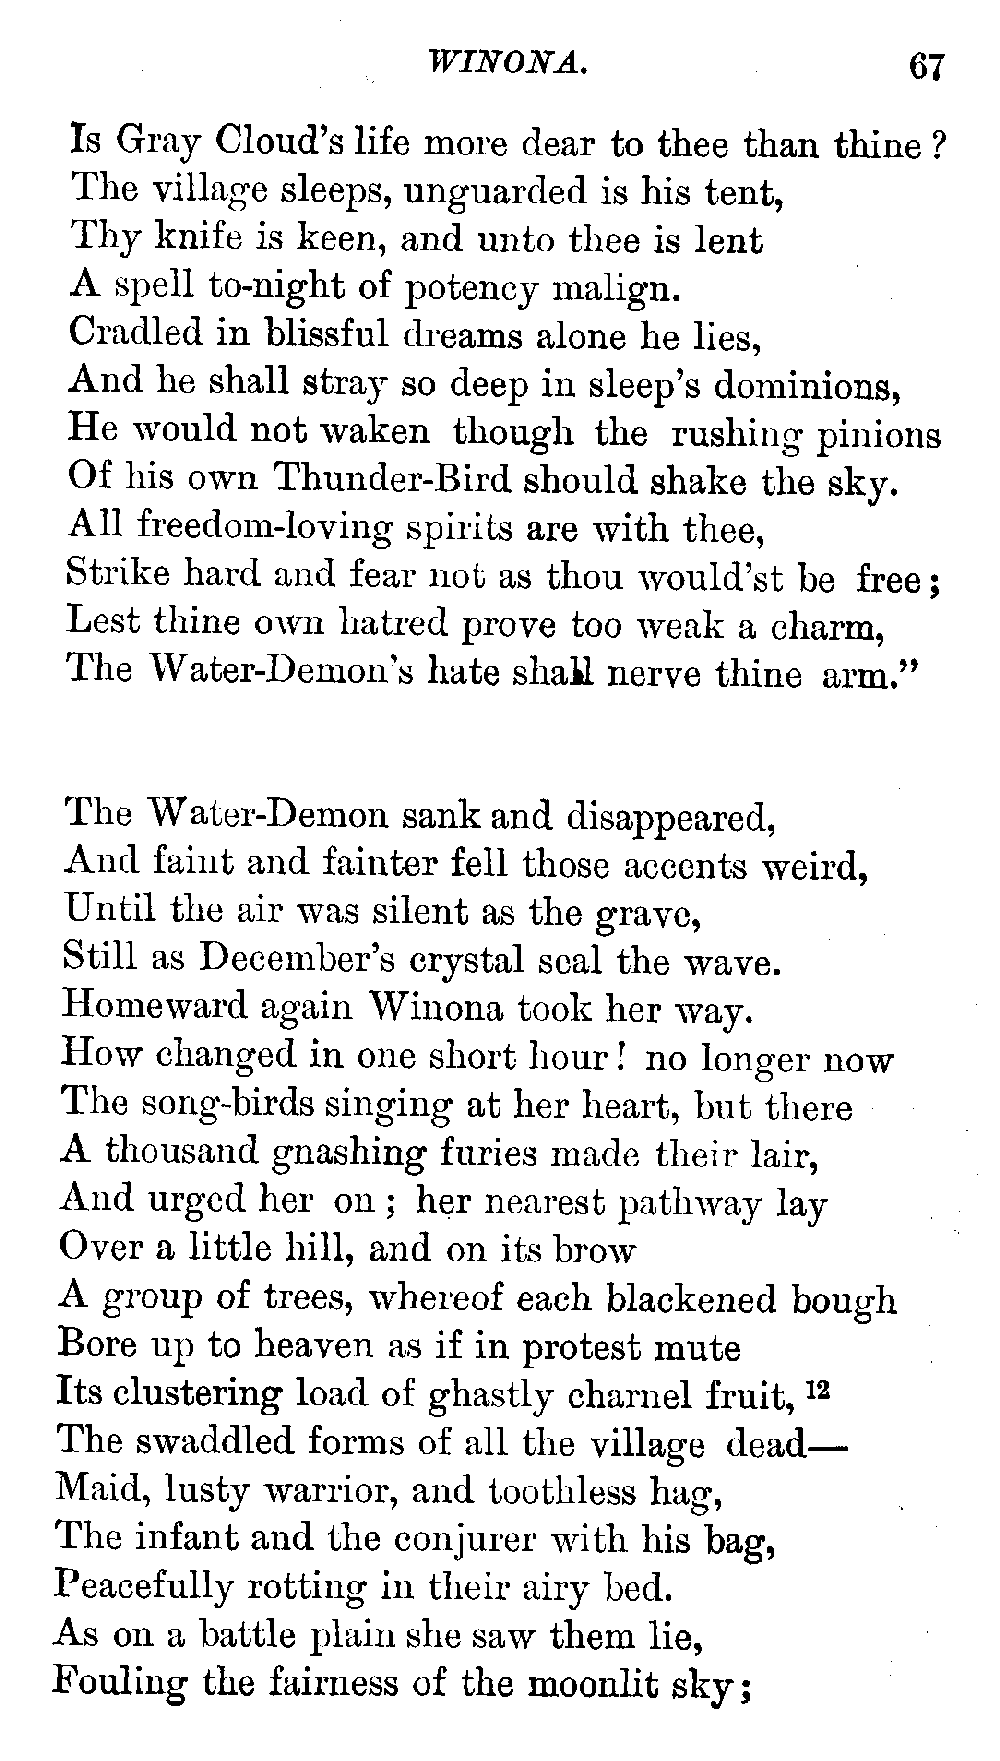 WINONA. 67
Is Gray Cloud's life more dear to thee than thine?
The village sleeps, unguarded is his tent,
Thy knife is keen, and unto thee is lent
A spell to-night of potency malign.
Cradled in blissful dreams alone he lies,
And he shall stray so deep in sleep's dominions,
He would not waken though the rushing pinions
Of his own Thunder-Bird should shake the sky.
All freedom-loving spirits are with thee,
Strike hard and fear not as thou would'st be free;
Lest thine own hatred prove too weak a charm,
The Water-Demon's hate shall nerve thine arm."
The Water-Demon sank and disappeared,
And faint and fainter fell those accents weird,
Until the air was silent as the grave,
Still as December's crystal seal the wave.
Homeward again Winona took her way.
How changed in one short hour! no longer now
The song-birds singing at her heart, but there
A thousand gnashing furies made their lair,
And urged her on; her nearest pathway lay
Over a little hill, and on its brow
A group of trees, whereof each blackened bough
Bore up to heaven as if in protest mute
Its clustering load of ghastly charnel fruit, 12
The swaddled forms of all the village dead—
Maid, lusty warrior, and toothless hag,
The infant and the conjurer with his bag,
Peacefully rotting in their airy bed.
As on a battle plain she saw them lie,
Fouling the fairness of the moonlit sky;